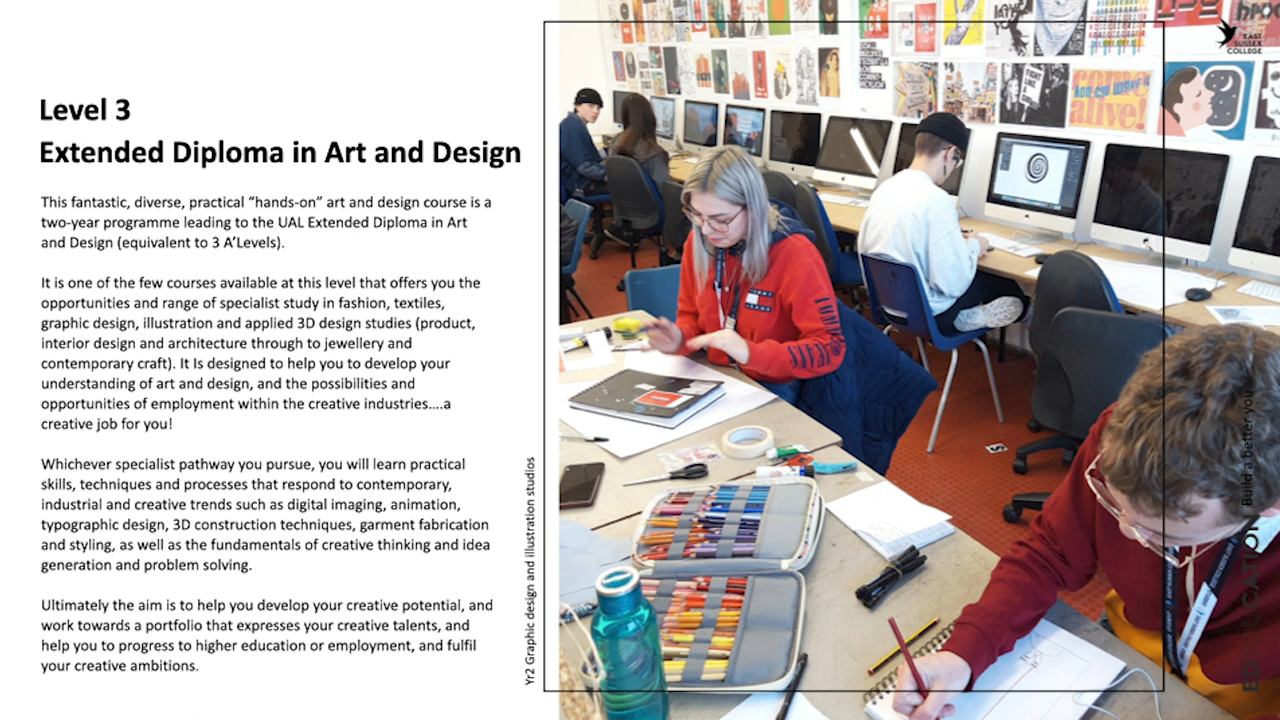 Level 3
Extended Diploma in Art and Design
This fantastic, diverse, practical “hands-on” art and design course is a
two-year programme leading to the UAL Extended Diploma in Art
and Design (equivalent to 3 A’Levels).
It is one of the few courses available at this level that offers you the
opportunities and range of specialist study in fashion, textiles,
graphic design, illustration and applied 3D design studies (product,
interior design and architecture through to jewellery and
contemporary craft). It Is designed to help you to develop your
understanding of art and design, and the possibilities and
opportunities of employment within the creative industries....a
creative job for you!
Whichever specialist pathway you pursue, you will learn practical
skills, techniques and processes that respond to contemporary,
industrial and creative trends such as digital imaging, animation,
typographic design, 3D construction techniques, garment fabrication
and styling, as well as the fundamentals of creative thinking and idea
generation and problem solving.
Ultimately the aim is to help you develop your creative potential, and
work towards a portfolio that expresses your creative talents, and
help you to progress to higher education or employment, and fulfil
your creative ambitions.
Yr2 Graphic design and illustration studios
EAST
SUSSEX
COLLEGE
come
alive!
FIGHT
LIKE
Build a better you